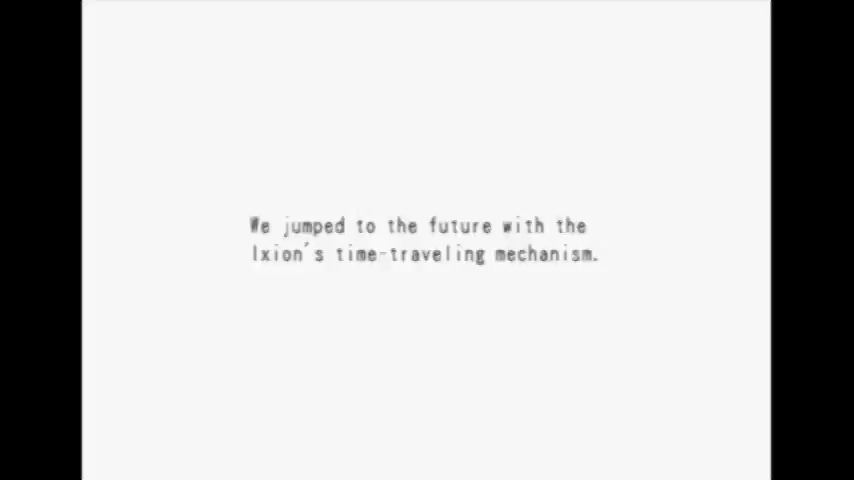 We jumped to the future with the
Ixion's time-traveling mechanism.